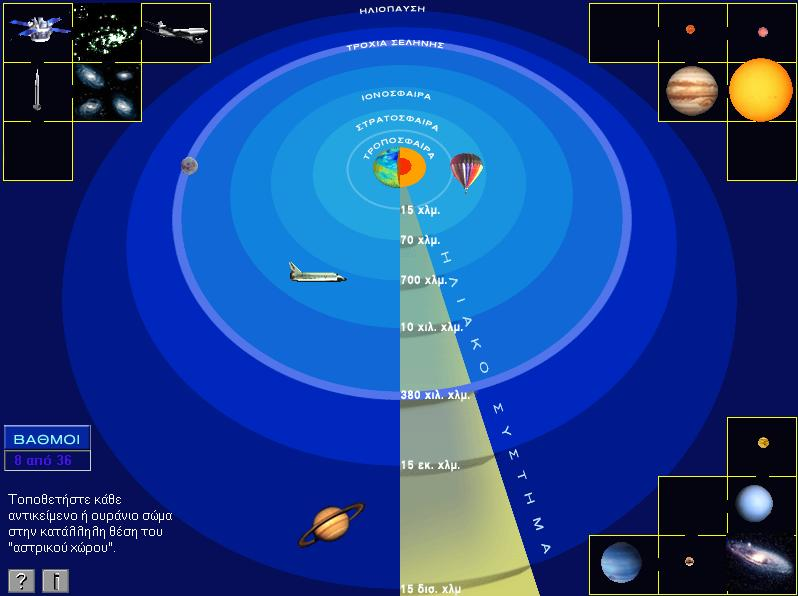 ΗΛΙΟΠΑΥΣΗ
ΤΡΟΧΙΑ ΣΕΛΗΝΗΣ
ΙΟΝΟΣΦΑΙΡΑ
ΣΤΡΑΤΟΣΦΑΙΡΑ
ΤΡΟΠΟΣΦΑΙΡΑ
15 χλμ.
70 χλμ.
700 χλμ.
10 χιλ. χλμ.
380 χιλ. χλμ.
15 εκ. χλμ.
15 δισ. χλμ
ΗΛΙΑΚΟ ΣΥΣΤΗΜΑ
ΒΑΘΜΟΙ
8 από 36
Τοποθετήστε κάθε
αντικείμενο ή ουράνιο σώμα
στην κατάλληλη θέση του
"αστρικού χώρου".
?